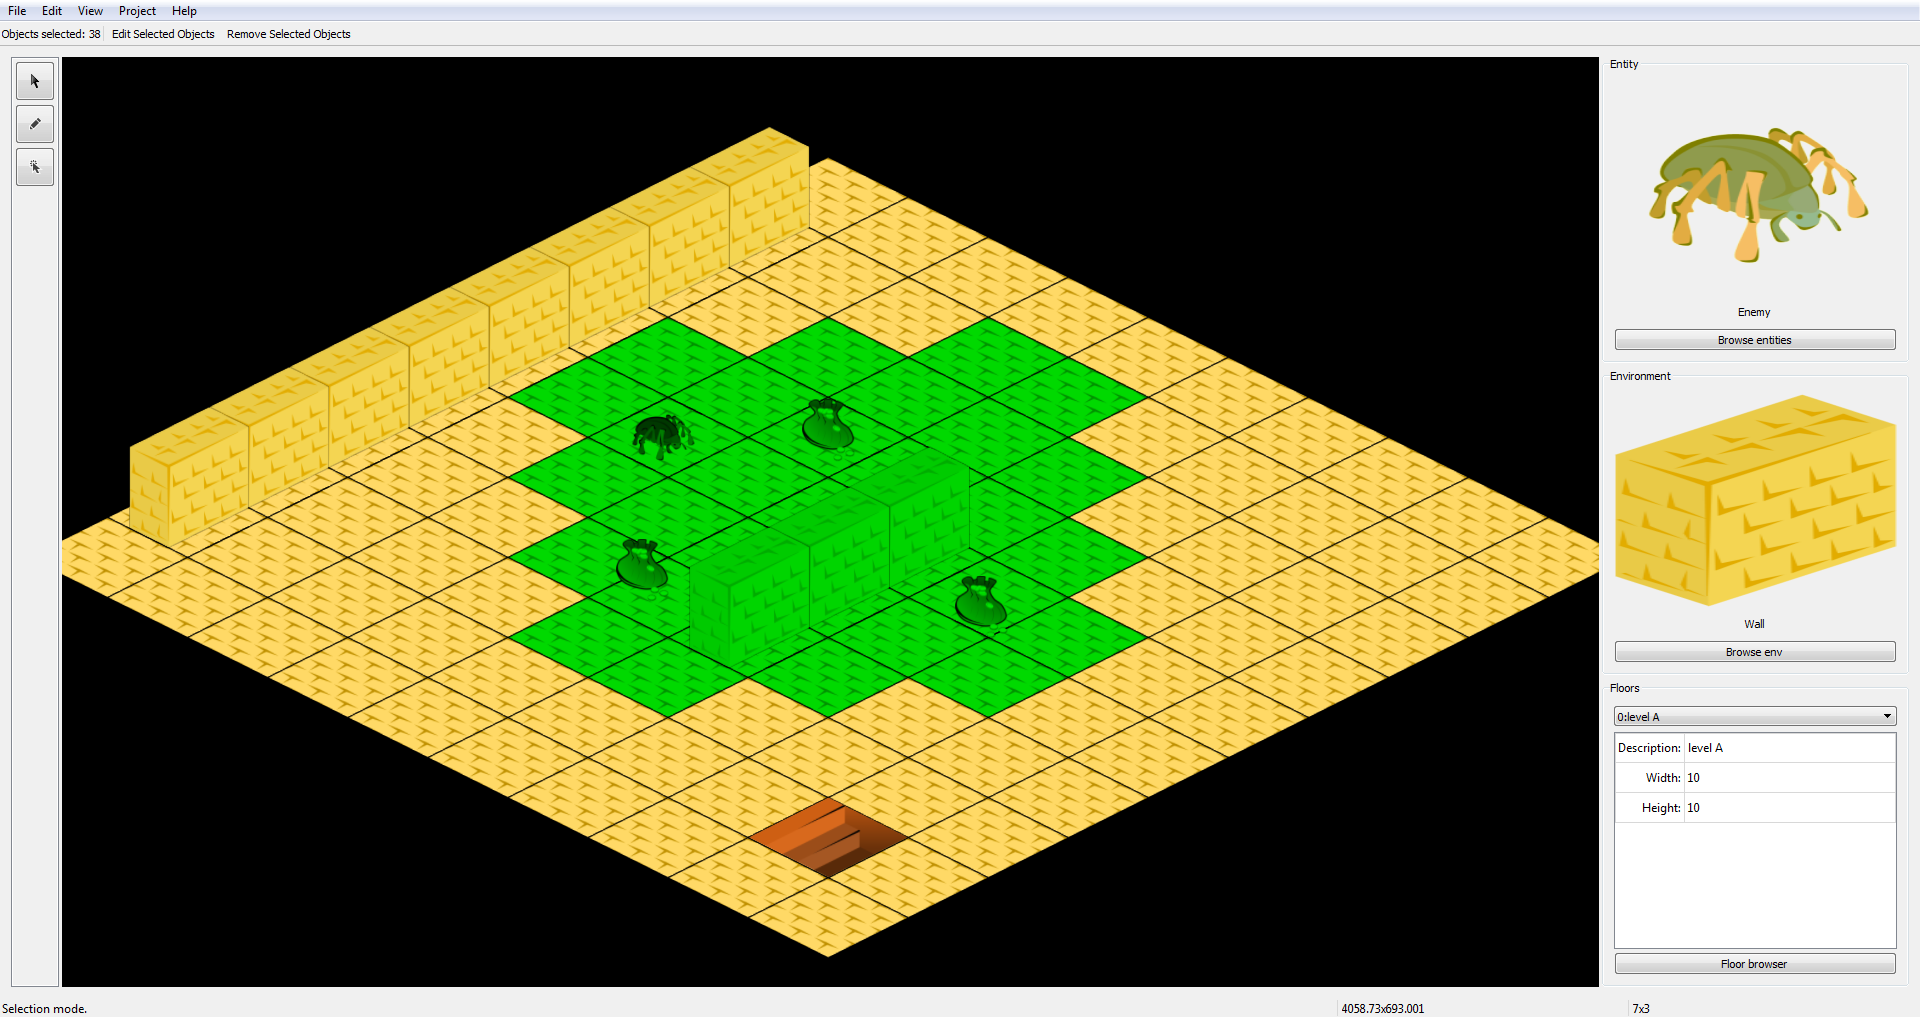 File Edit View Project Help
Objects selected: 38 Edit Selected Objects Remove Selected Objects
Entity
Enemy
Browse entities
Environment
Wall
Browse env
Floors
0:level A
Description: level A
Width: 10
Height: 10
Floor browser
Selection mode. 4058.73x693.001 7x3